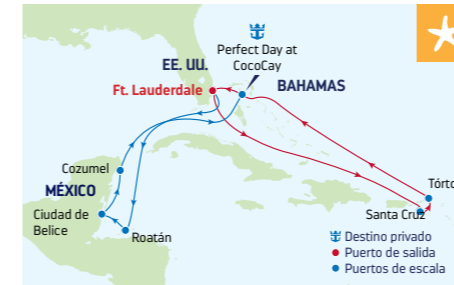 Perfect Day at
CocoCay
EE. UU.
BAHAMAS
Ft. Lauderdale
Cozumel
MÉXICO
Ciudad de
Belice
Roatán
Tórto
Santa Cruz
Destino privado
Puerto de salida
Puertos de escala